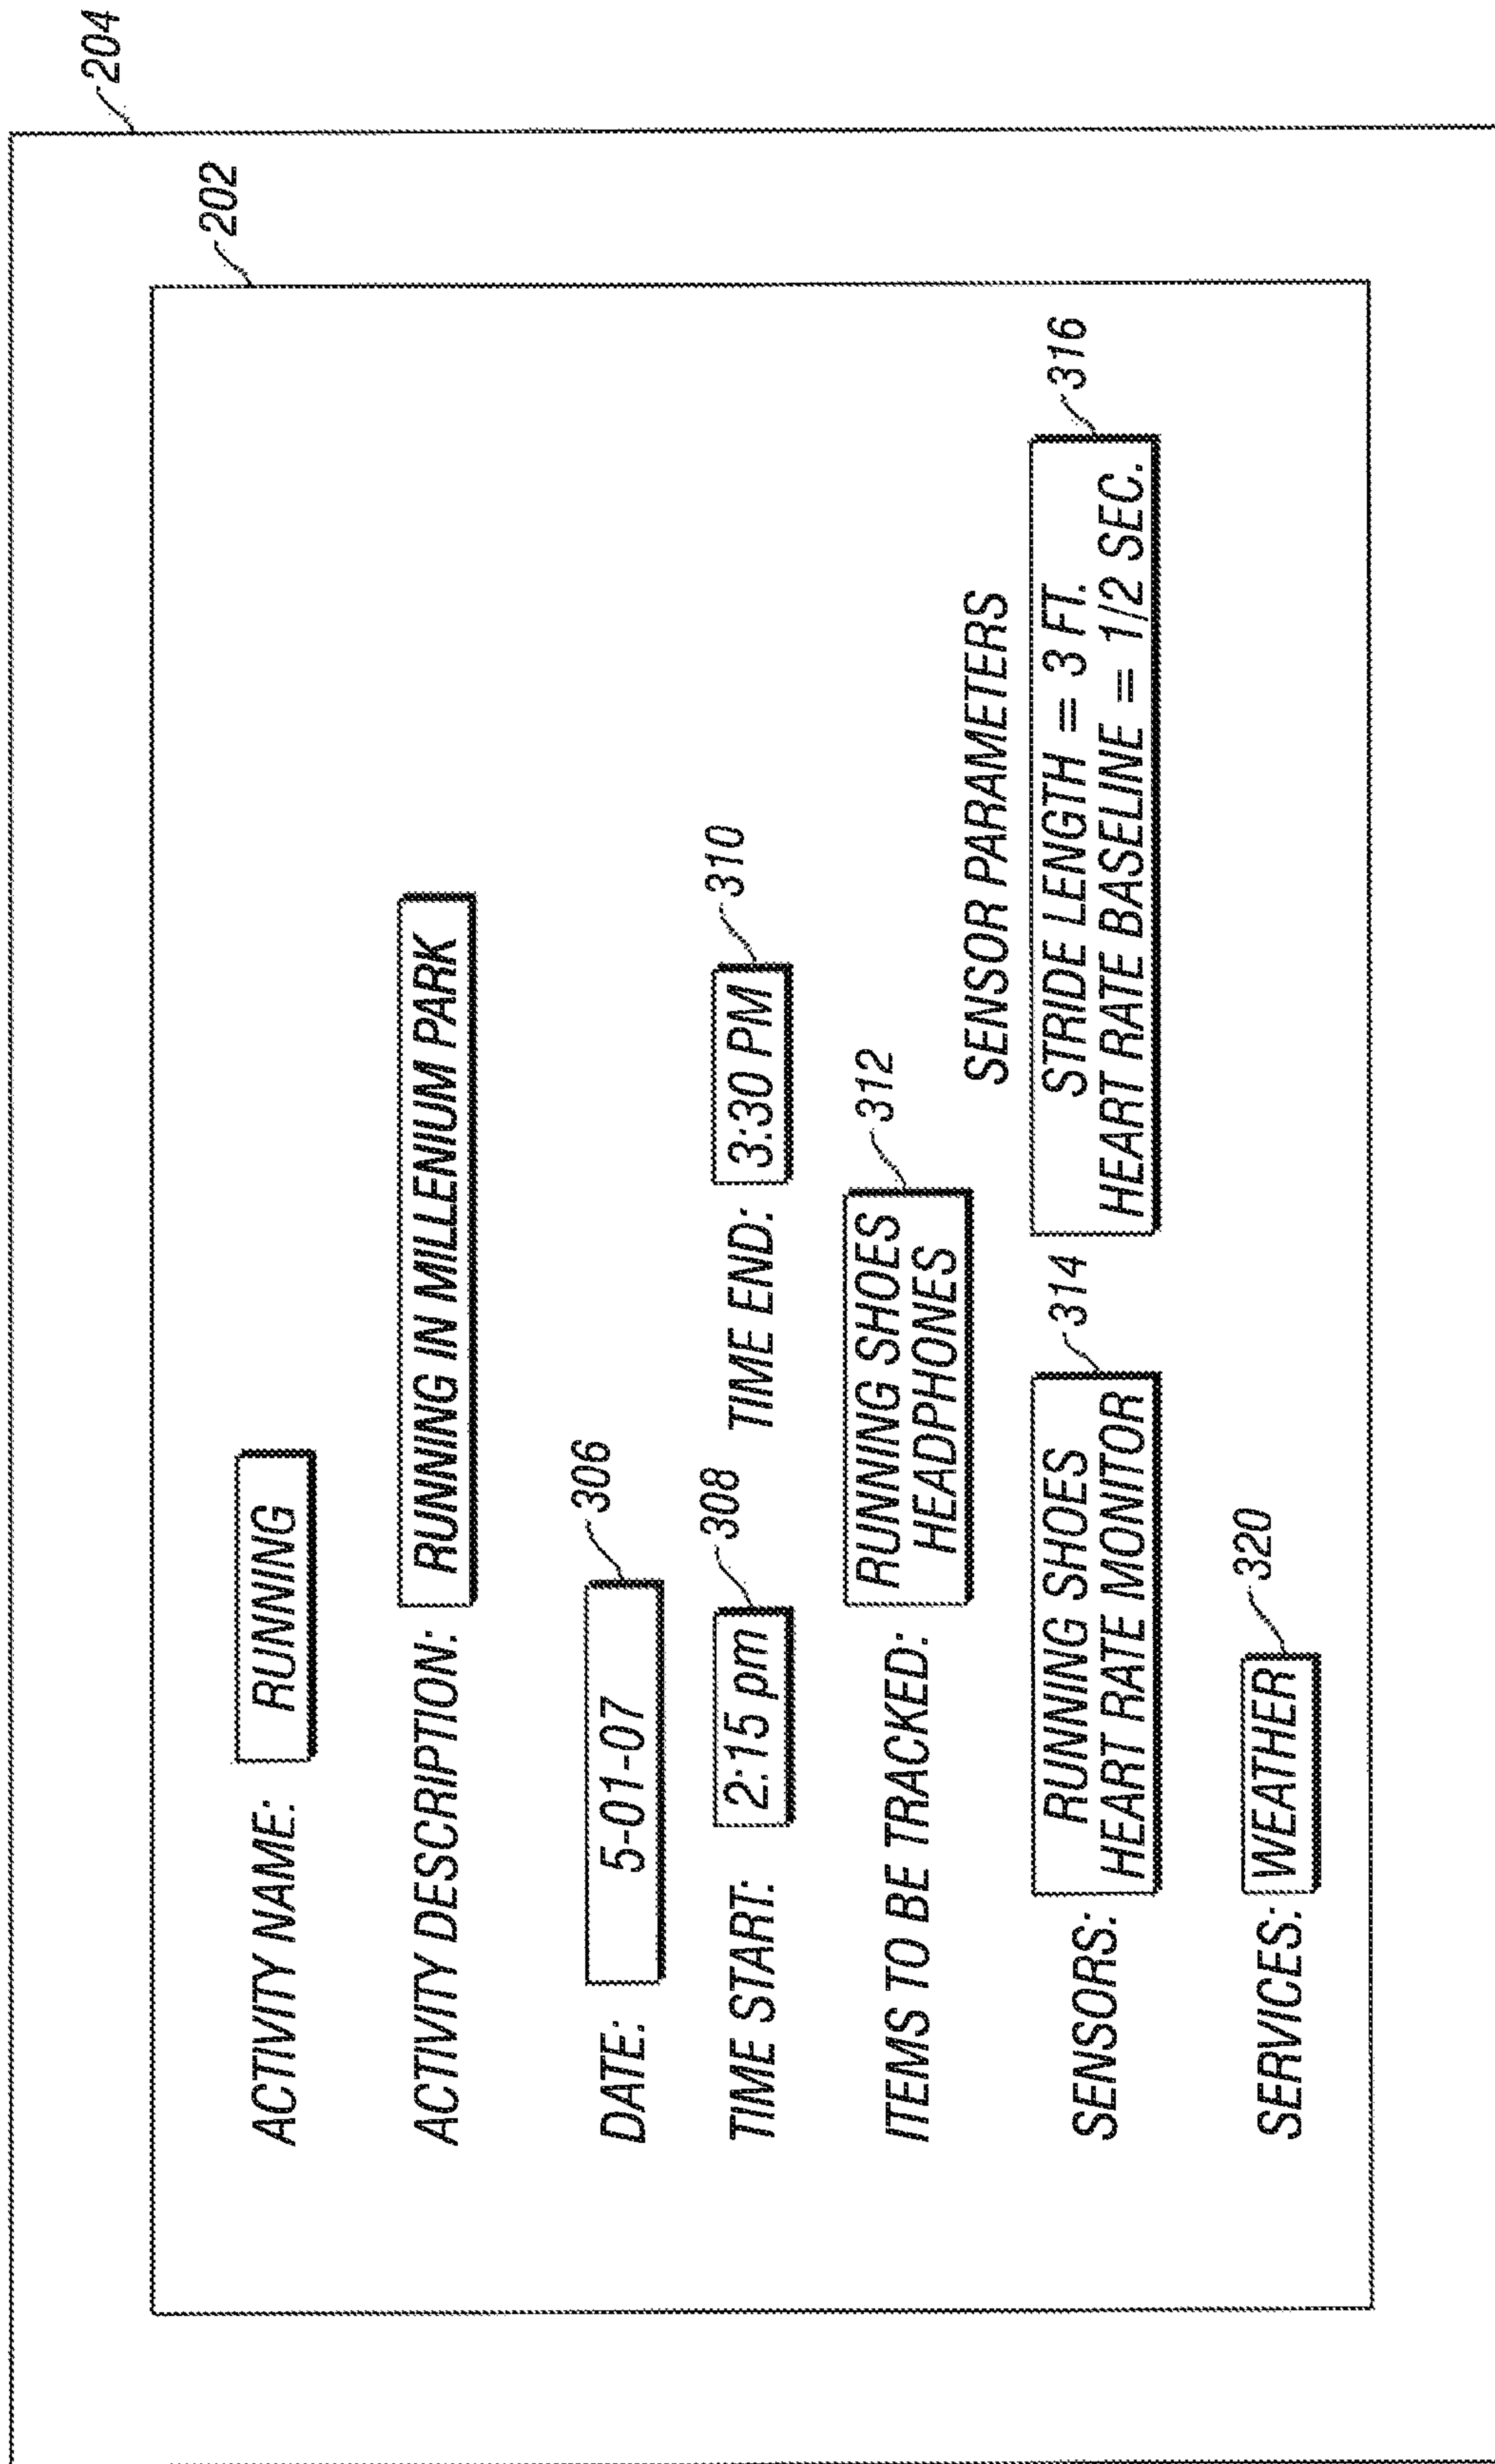 204
202
ACTIVITY NAME: RUNNING
ACTIVITY DESCRIPTION: RUNNING IN MILLENIUM PARK
306
DATE: 5-01-07
308 310
TIME START: 2:15 pm TIME END: 3:30 PM
312
ITEMS TO BE TRACKED: RUNNING SHOES
HEADPHONES
SENSOR PARAMETERS
314 316
SENSORS: RUNNING SHOES STRIDE LENGTH = 3 FT.
HEART RATE MONITOR HEART RATE BASELINE = 1/2 SEC.
320
SERVICES: WEATHER